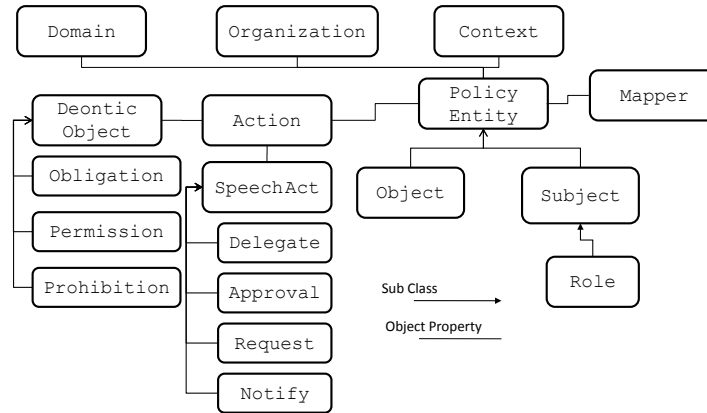 Domain
Organization
Context
Deontic
Object
Action
Policy
Entity
Mapper
Obligation
SpeechAct
Object
Subject
Permission
Delegate
Prohibition
Approval
Sub Class
Role
Object Property
Request
Notify